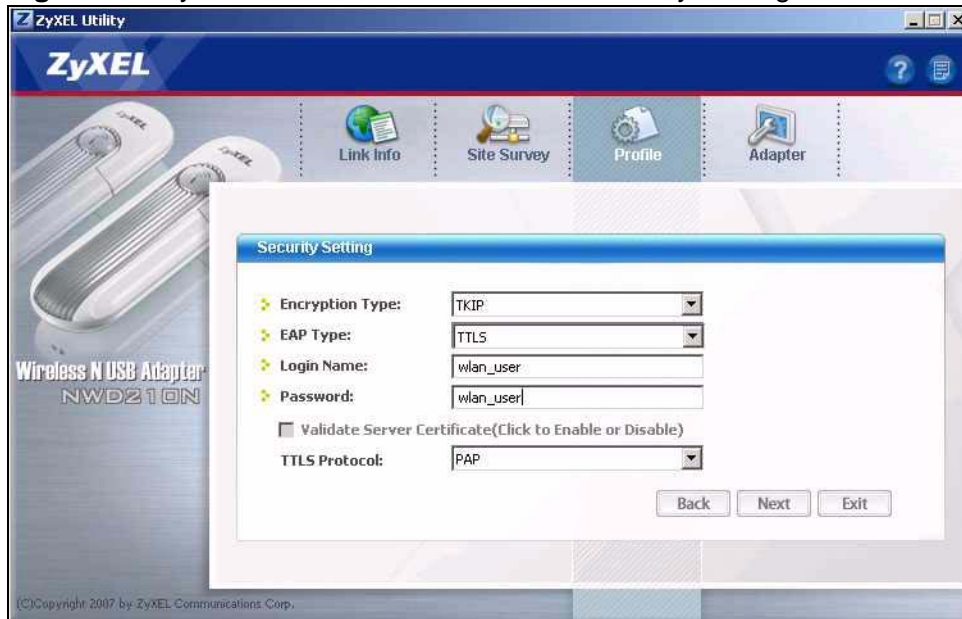 ZyXEL Utility
ZyXEL
Link Info
Site Survey
Profile
Adapter
ZyXEL
ZyXEL
Security Setting
Encryption Type: TKIP
EAP Type: TTLS
Login Name: wlan_user
Password: wlan_user
Validate Server Certificate(Click to Enable or Disable)
TTLS Protocol: PAP
Back Next Exit
Wireless N USB Adapter
NWD210N
(C)Copyright 2007 by ZyXEL Communications Corp.